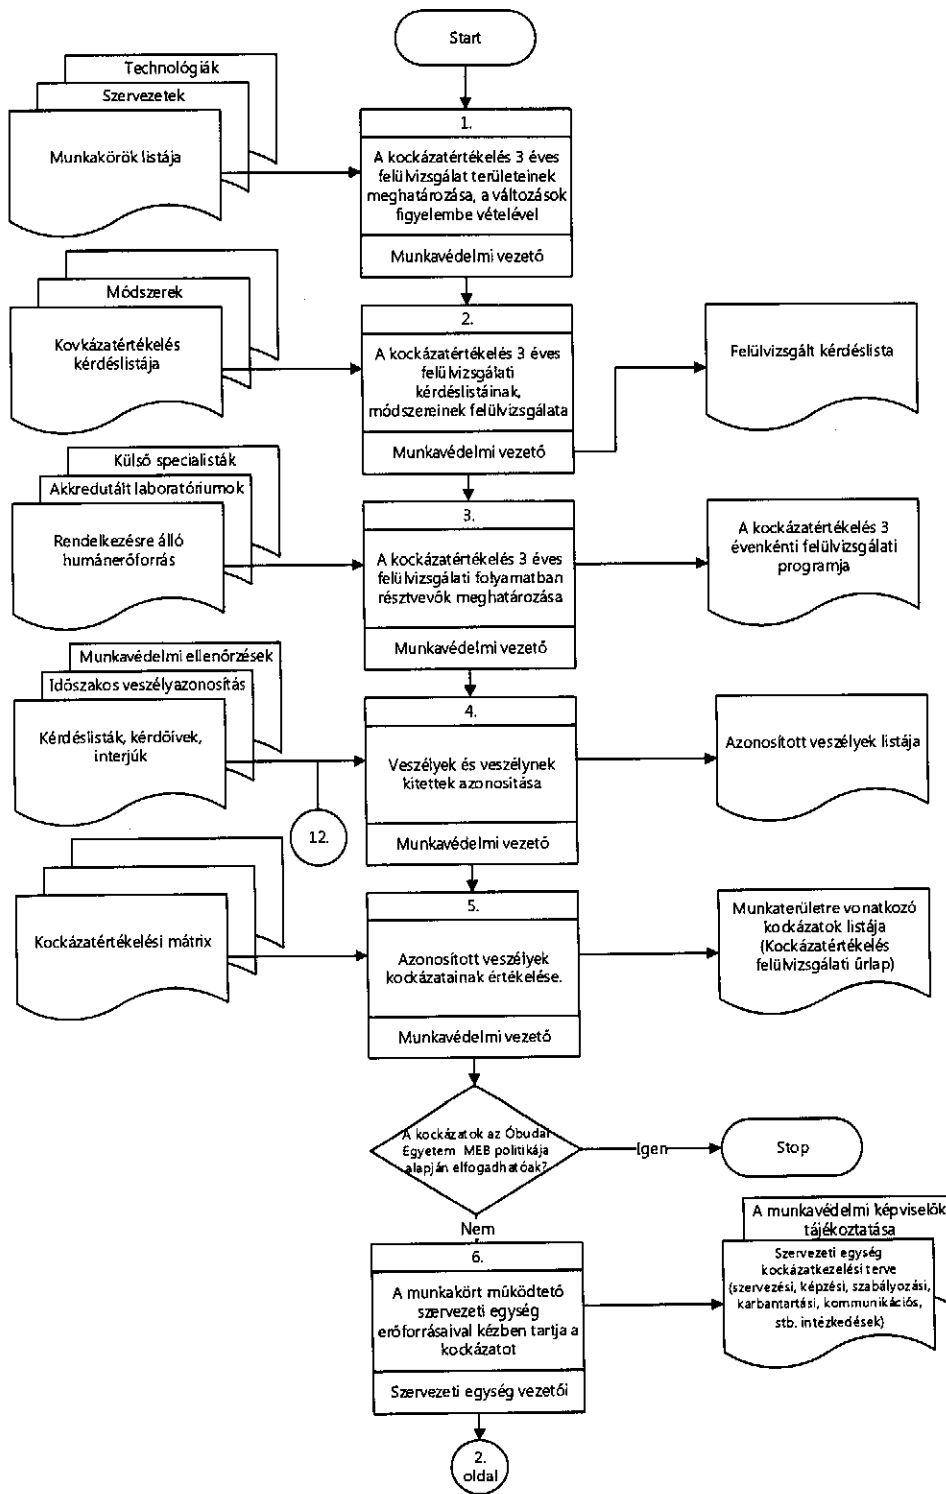 Start
Technológiák
Szervezetek
Munkakörök listája
1.
A kockázatértékelés 3 éves
felülvizsgálat területeinek
meghatározása, a változások
figyelembe vételével
Munkavédelmi vezető
Módszerek
Kovkázatértékelés
kérdéslistája
2.
A kockázatértékelés 3 éves
felülvizsgálati
kérdéslistáinak,
módszereinek felülvizsgálata
Munkavédelmi vezető
Felülvizsgált kérdéslista
Külső specialisták
Akkredutált laboratóriumok
Rendelkezésre álló
humánerőforrás
3.
A kockázatértékelés 3 éves
felülvizsgálati folyamatban
résztvevők meghatározása
Munkavédelmi vezető
A kockázatértékelés 3
évenkénti felülvizsgálati
programja
Munkavédelmi ellenőrzések
Időszakos veszélyazonosítás
Kérdéslisták, kérdőívek,
interjúk
12.
4.
Veszélyek és veszélynek
kitettek azonosítása
Munkavédelmi vezető
Azonosított veszélyek listája
Kockázatértékelési mátrix
5.
Azonosított veszélyek
kockázatainak értékelése.
Munkavédelmi vezető
Munkaterületre vonatkozó
kockázatok listája
(Kockázatértékelés
felülvizsgálati űrlap)
A kockázatok az Óbudai
Egyetem MEB politikája
alapján elfogadhatóak?
Igen
Stop
Nem
6.
A munkakört működtető
szervezeti egység
erőforrásaival kézben tartja a
kockázatot
Szervezeti egység vezetői
A munkavédelmi képviselők
tájékoztatása
Szervezeti egység
kockázatkezelési terve
(szervezési, képzési, szabályozási,
karbantartási, kommunikációs,
stb. intézkedések)
2.
oldal